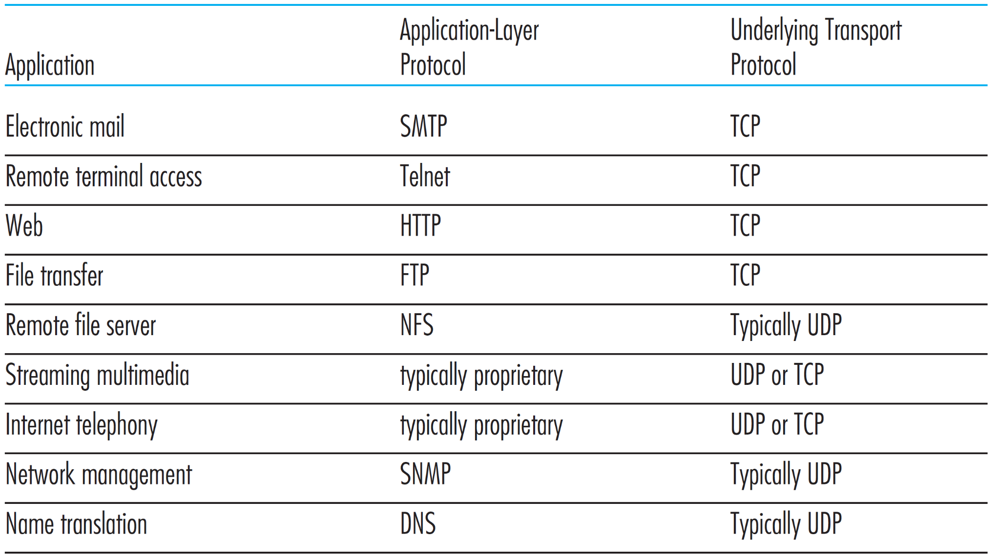 Application-Layer Underlying Transport
Application Protocol Protocol
Electronic mail SMTP TCP
Remote terminal access Telnet TCP
Web HTTP TCP
File transfer FTP TCP
Remote file server NFS Typically UDP
Streaming multimedia typically proprietary UDP or TCP
Internet telephony typically proprietary UDP or TCP
Network management SNMP Typically UDP
Name translation DNS Typically UDP